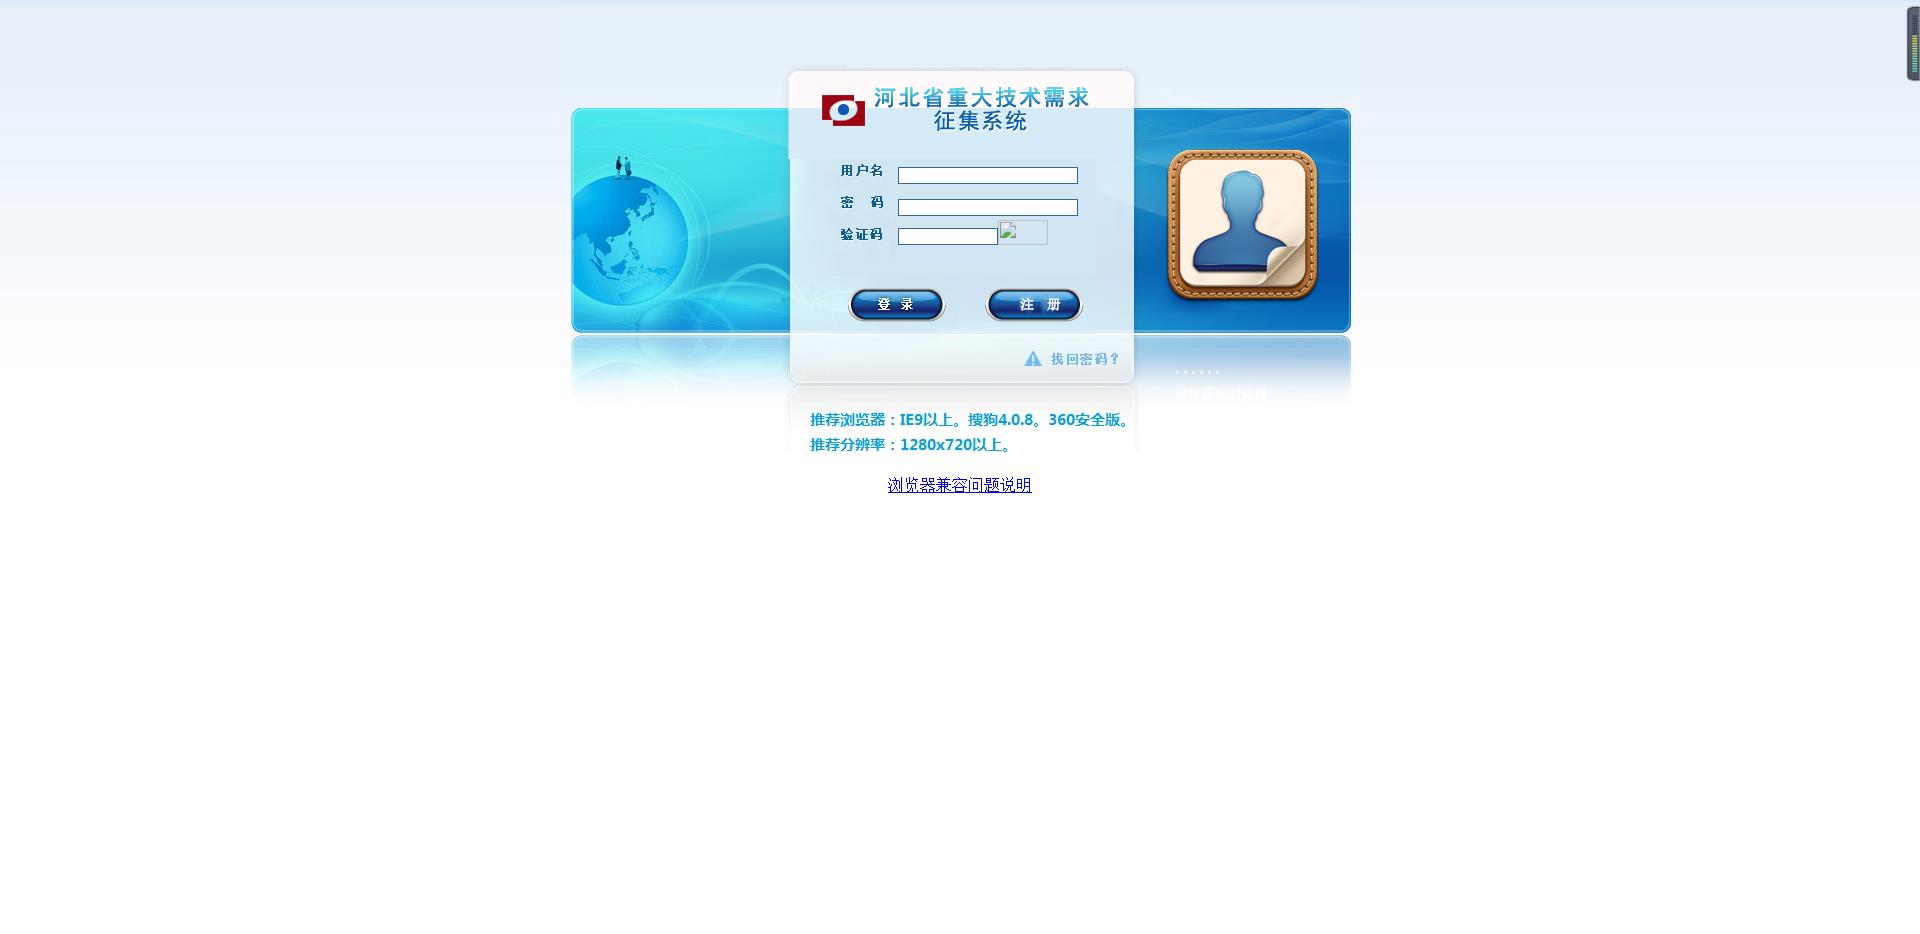 河北省重大技术需求
征集系统
用户名
密 码
验证码
登 录
注 册
找回密码?
推荐浏览器：IE9以上。搜狗4.0.8。360安全版。
推荐分辨率：1280x720以上。
浏览器兼容问题说明